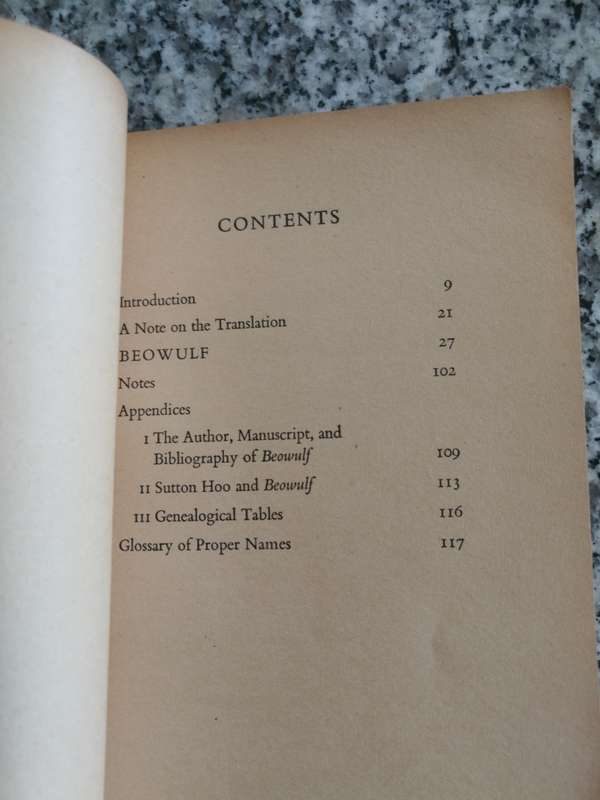 CONTENTS
Introduction 9
A Note on the Translation 21
BEOWULF 27
Notes 102
Appendices
I The Author, Manuscript, and
Bibliography of Beowulf 109
II Sutton Hoo and Beowulf 113
III Genealogical Tables 116
Glossary of Proper Names 117